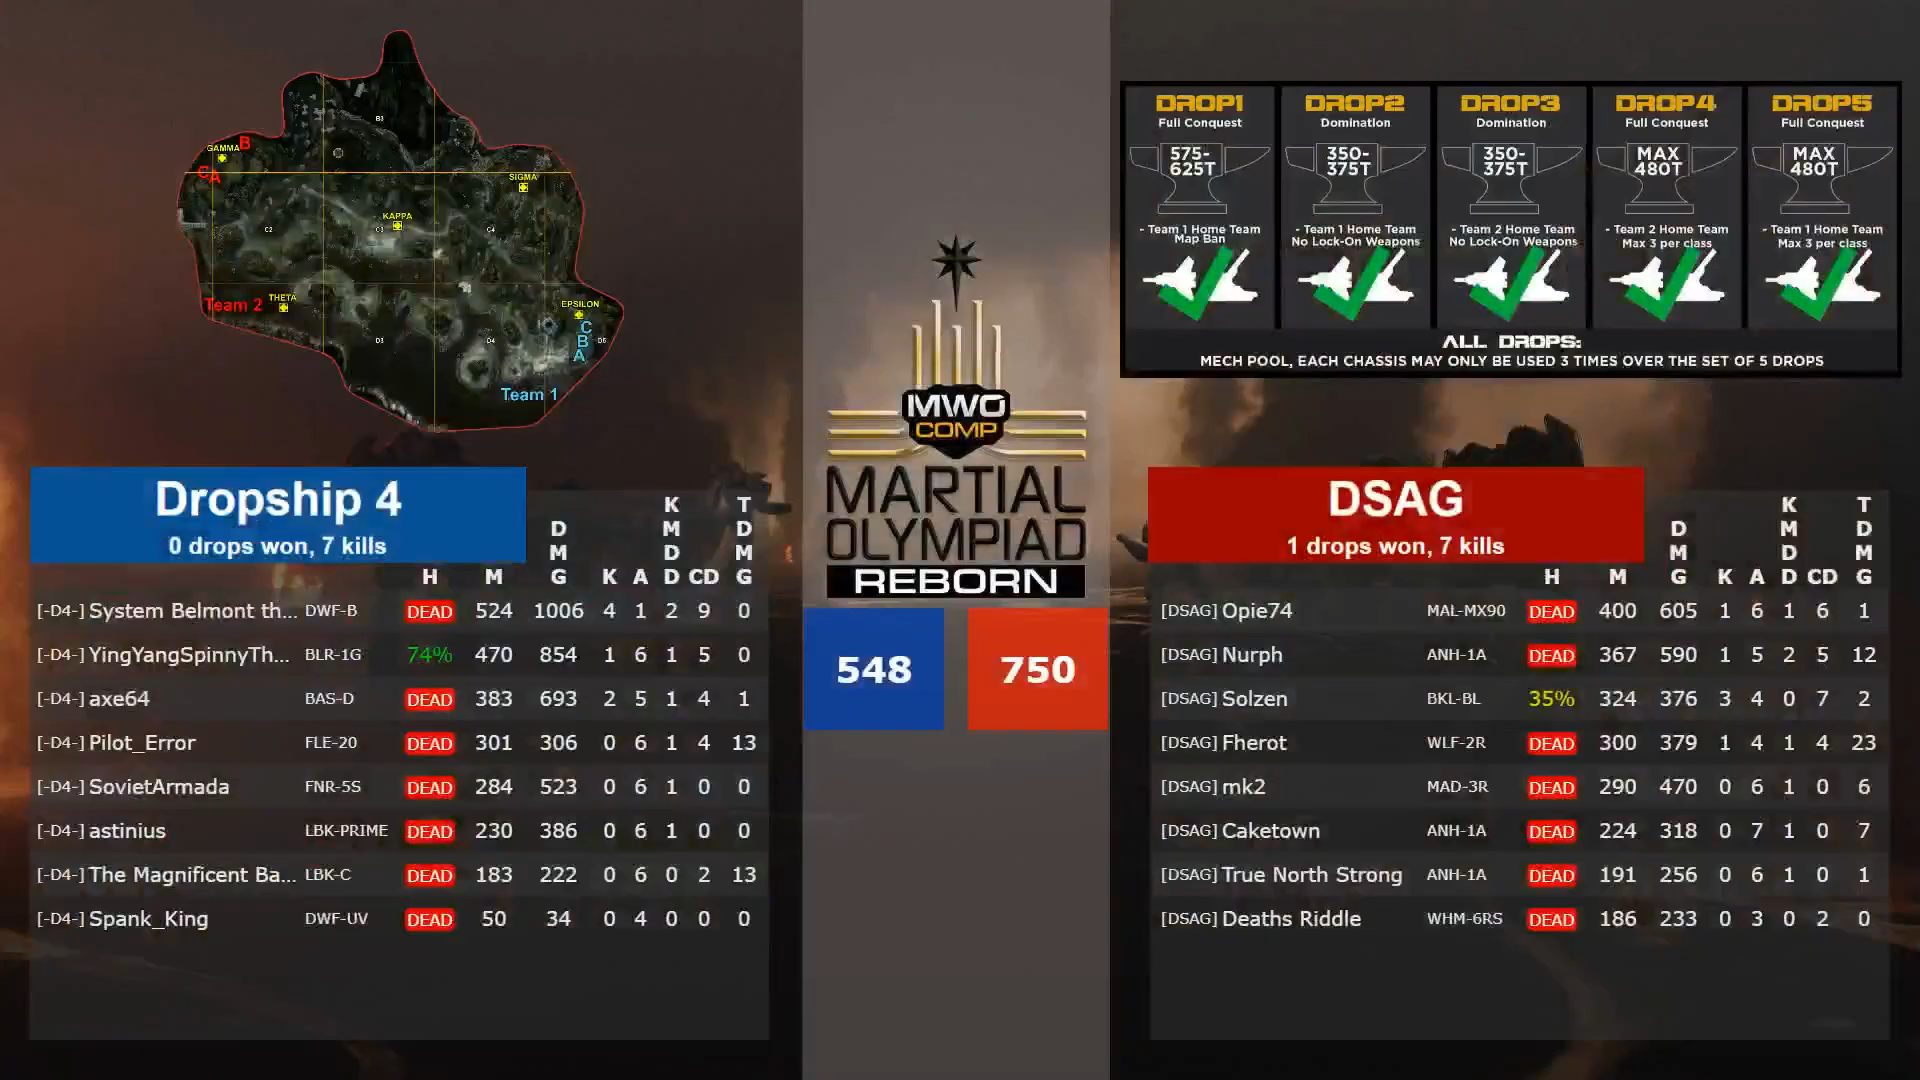 GAMMA
B
C
A
B3
SIGMA
KAPPA
C2
C3
C4
Team 2
THETA
EPSILON
C
B
A
D3
D4
D5
Team 1
Dropship 4
0 drops won, 7 kills
H M DMG K A KMDD CD TDMG
[-D4-] System Belmont th... DWF-B DEAD 524 1006 4 1 2 9 0
[-D4-] YingYangSpinnyTh... BLR-1G 74% 470 854 1 6 1 5 0
[-D4-] axe64 BAS-D DEAD 383 693 2 5 1 4 1
[-D4-] Pilot_Error FLE-20 DEAD 301 306 0 6 1 4 13
[-D4-] SovietArmada FNR-5S DEAD 284 523 0 6 1 0 0
[-D4-] astinius LBK-PRIME DEAD 230 386 0 6 1 0 0
[-D4-] The Magnificent Ba... LBK-C DEAD 183 222 0 6 0 2 13
[-D4-] Spank_King DWF-UV DEAD 50 34 0 4 0 0 0
MWO
COMP
MARTIAL
OLYMPIAD
REBORN
548 750
DROP1 DROP2 DROP3 DROP4 DROP5
Full Conquest Domination Domination Full Conquest Full Conquest
575- 350- 350- MAX MAX
625T 375T 375T 480T 480T
- Team 1 Home Team - Team 1 Home Team - Team 2 Home Team - Team 2 Home Team - Team 1 Home Team
Map Ban No Lock-On Weapons No Lock-On Weapons Max 3 per class Max 3 per class
ALL DROPS:
MECH POOL, EACH CHASSIS MAY ONLY BE USED 3 TIMES OVER THE SET OF 5 DROPS
DSAG
1 drops won, 7 kills
H M DMG K A KMDD CD TDMG
[DSAG] Opie74 MAL-MX90 DEAD 400 605 1 6 1 6 1
[DSAG] Nurph ANH-1A DEAD 367 590 1 5 2 5 12
[DSAG] Solzen BKL-BL 35% 324 376 3 4 0 7 2
[DSAG] Fherot WLF-2R DEAD 300 379 1 4 1 4 23
[DSAG] mk2 MAD-3R DEAD 290 470 0 6 1 0 6
[DSAG] Caketown ANH-1A DEAD 224 318 0 7 1 0 7
[DSAG] True North Strong ANH-1A DEAD 191 256 0 6 1 0 1
[DSAG] Deaths Riddle WHM-6RS DEAD 186 233 0 3 0 2 0